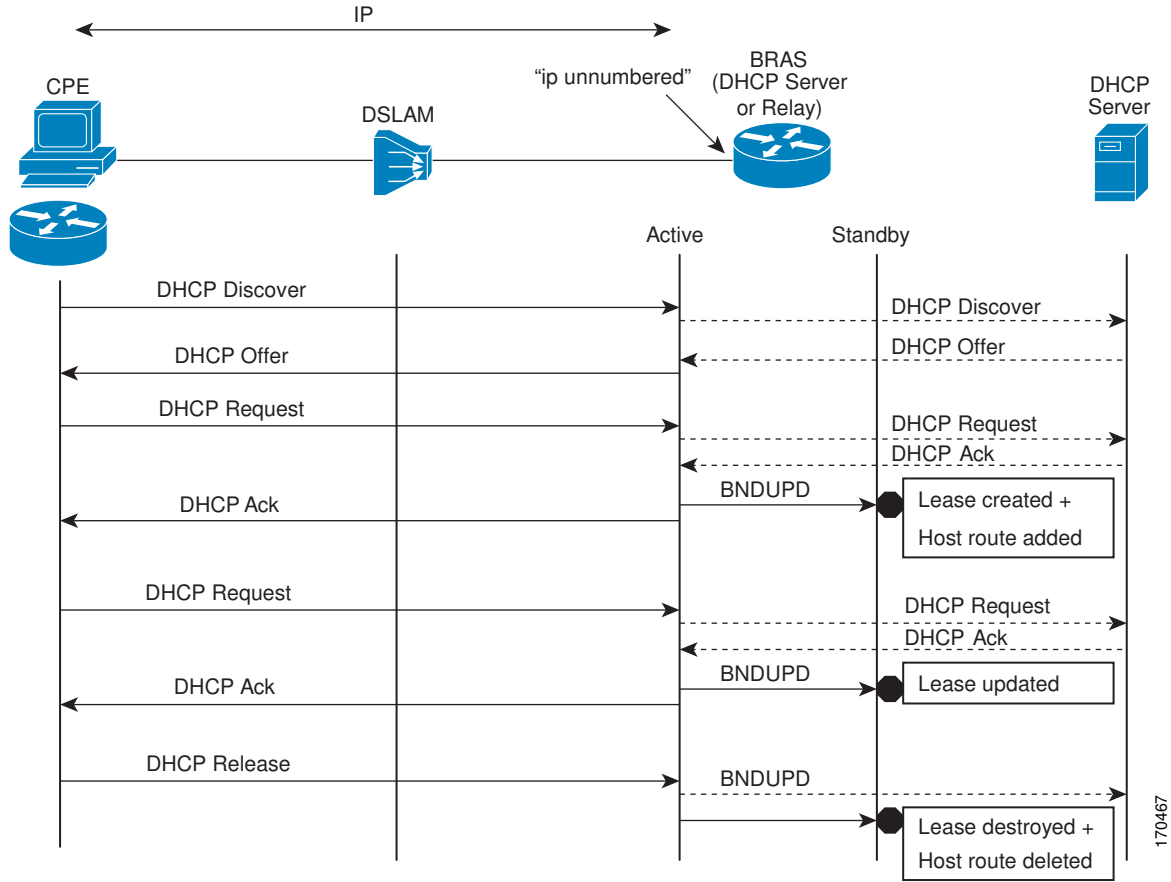 IP
"ip unnumbered"
BRAS
(DHCP Server
or Relay)
CPE
DSLAM
DHCP
Server
Active
Standby
DHCP Discover
DHCP Discover
DHCP Offer
DHCP Offer
DHCP Request
DHCP Request
DHCP Ack
BNDUPD
DHCP Ack
Lease created +
Host route added
DHCP Request
DHCP Request
DHCP Ack
BNDUPD
DHCP Ack
Lease updated
DHCP Release
BNDUPD
Lease destroyed +
Host route deleted
170467